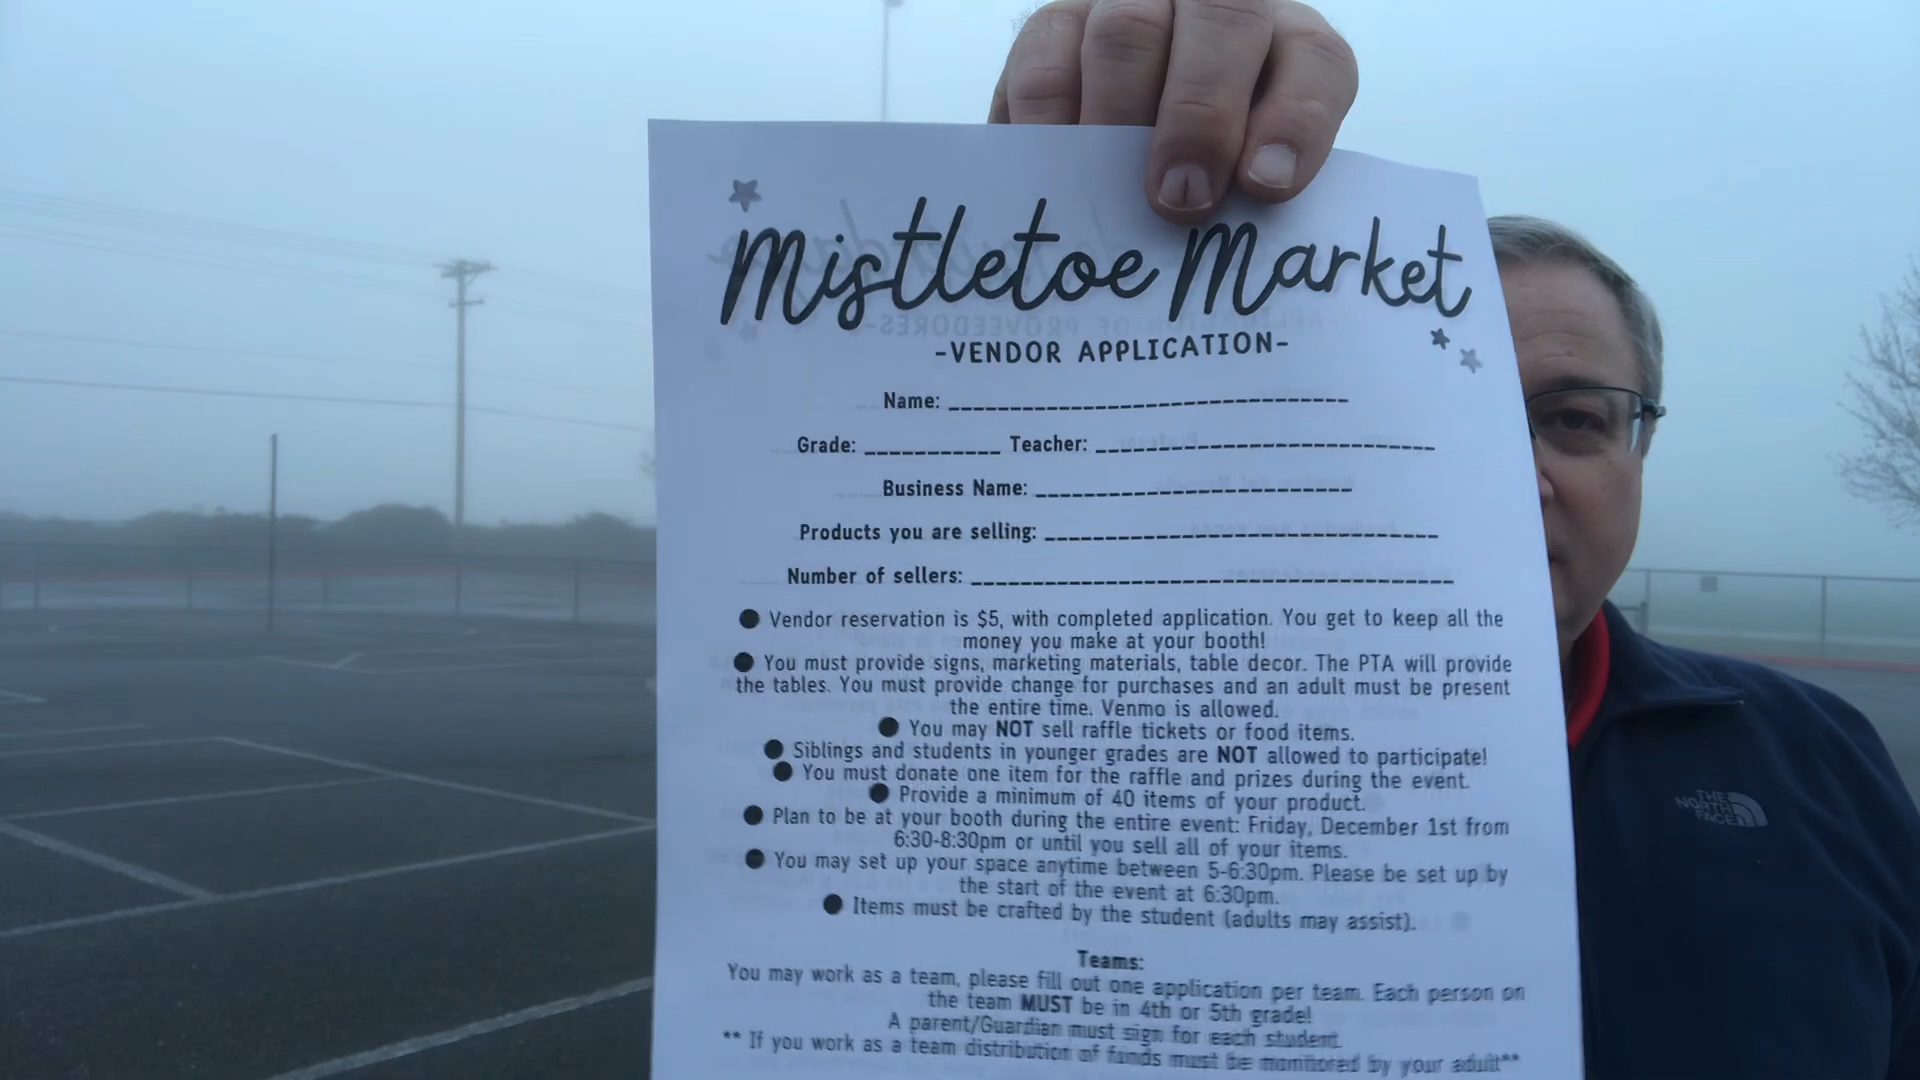 Mistletoe Market
-VENDOR APPLICATION-
Name:
Grade: Teacher:
Business Name:
Products you are selling:
Number of sellers:
● Vendor reservation is $5, with completed application. You get to keep all the
money you make at your booth!
● You must provide signs, marketing materials, table decor. The PTA will provide
the tables. You must provide change for purchases and an adult must be present
the entire time. Venmo is allowed.
● You may NOT sell raffle tickets or food items.
● Siblings and students in younger grades are NOT allowed to participate!
● You must donate one item for the raffle and prizes during the event.
● Provide a minimum of 40 items of your product.
● Plan to be at your booth during the entire event: Friday, December 1st from
6:30-8:30pm or until you sell all of your items.
● You may set up your space anytime between 5-6:30pm. Please be set up by
the start of the event at 6:30pm.
● Items must be crafted by the student (adults may assist).
Teams:
You may work as a team, please fill out one application per team. Each person on
the team MUST be in 4th or 5th grade!
A parent/Guardian must sign for each student.
** If you work as a team distribution of funds must be monitored by your adult**
THE
NORTH
FACE